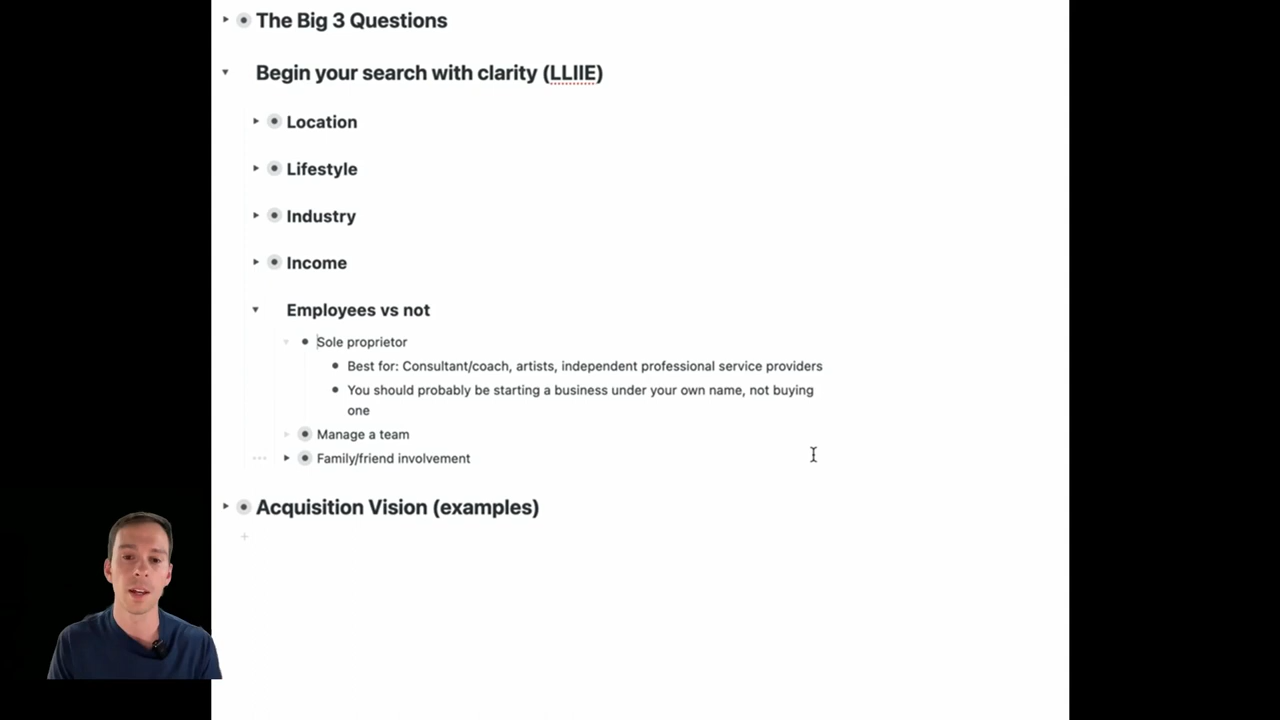 The Big 3 Questions
Begin your search with clarity (LLIIE)
Location
Lifestyle
Industry
Income
Employees vs not
Sole proprietor
Best for: Consultant/coach, artists, independent professional service providers
You should probably be starting a business under your own name, not buying
one
Manage a team
Family/friend involvement
Acquisition Vision (examples)